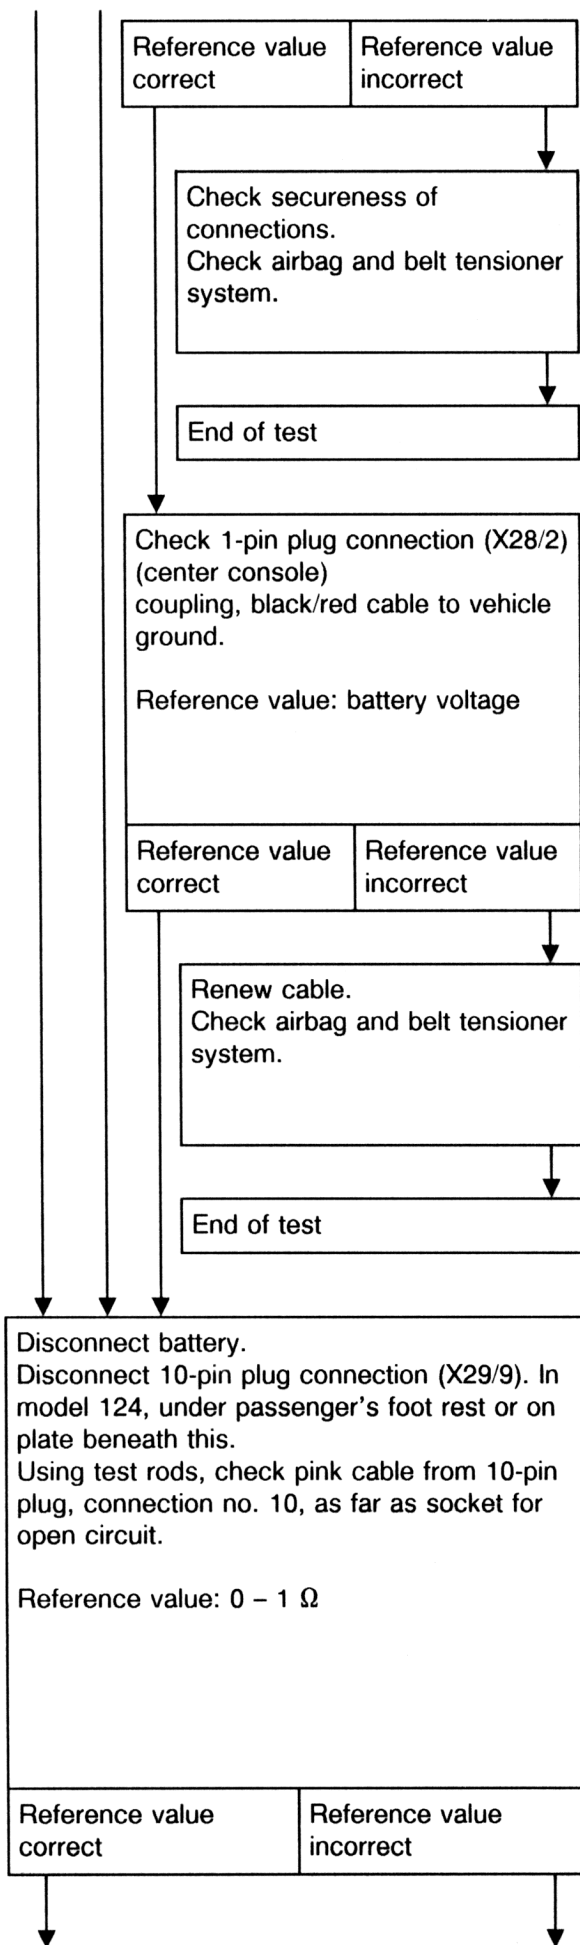 Reference value
correct
Reference value
incorrect
Check secureness of
connections.
Check airbag and belt tensioner
system.
End of test
Check 1-pin plug connection (X28/2)
(center console)
coupling, black/red cable to vehicle
ground.
Reference value: battery voltage
Reference value
correct
Reference value
incorrect
Renew cable.
Check airbag and belt tensioner
system.
End of test
Disconnect battery.
Disconnect 10-pin plug connection (X29/9). In
model 124, under passenger's foot rest or on
plate beneath this.
Using test rods, check pink cable from 10-pin
plug, connection no. 10, as far as socket for
open circuit.
Reference value: 0 – 1 Ω
Reference value
correct
Reference value
incorrect